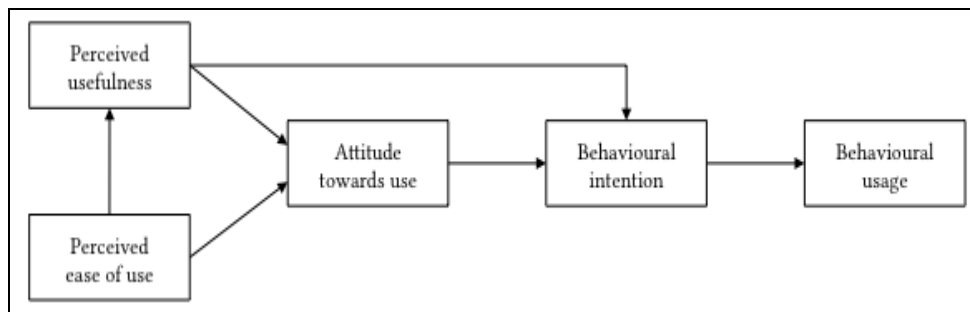 Perceived
usefulness
Attitude
towards use
Behavioural
intention
Behavioural
usage
Perceived
ease of use